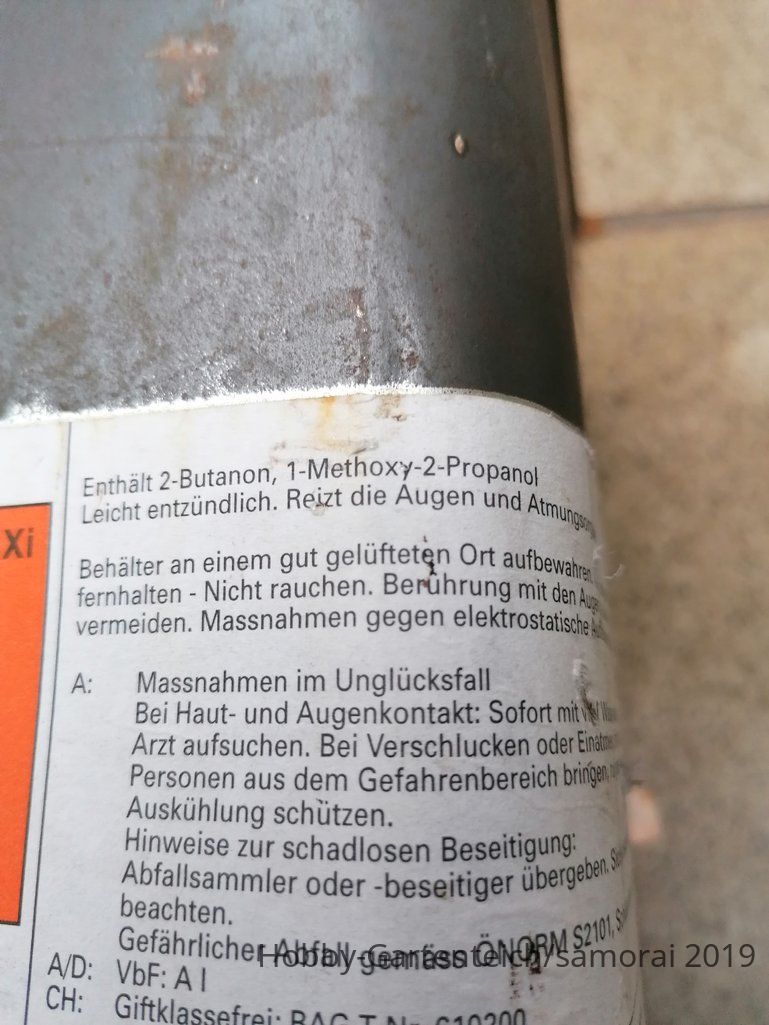 Enthält 2-Butanon, 1-Methoxy-2-Propanol
Leicht entzündlich. Reizt die Augen und
Xi
Behälter an einem gut gelüfteten Ort aufbewahren.
fernhalten - Nicht rauchen. Berührung mit den
vermeiden. Massnahmen gegen elektrostatische
A: Massnahmen im Unglücksfall
Bei Haut- und Augenkontakt: Sofort mit
Arzt aufsuchen. Bei Verschlucken oder
Personen aus dem Gefahrenbereich bringen,
Auskühlung schützen.
Hinweise zur schadlosen Beseitigung:
Abfallsammler oder -beseitiger übergeben.
beachten.
Gefährlicher Abfall gemäss ÖNORM S2101,
Hobby-Gartenteich/samorai 2019
A/D: VbF: A I
CH: Giftklassefrei: BAG T Nr. 619200